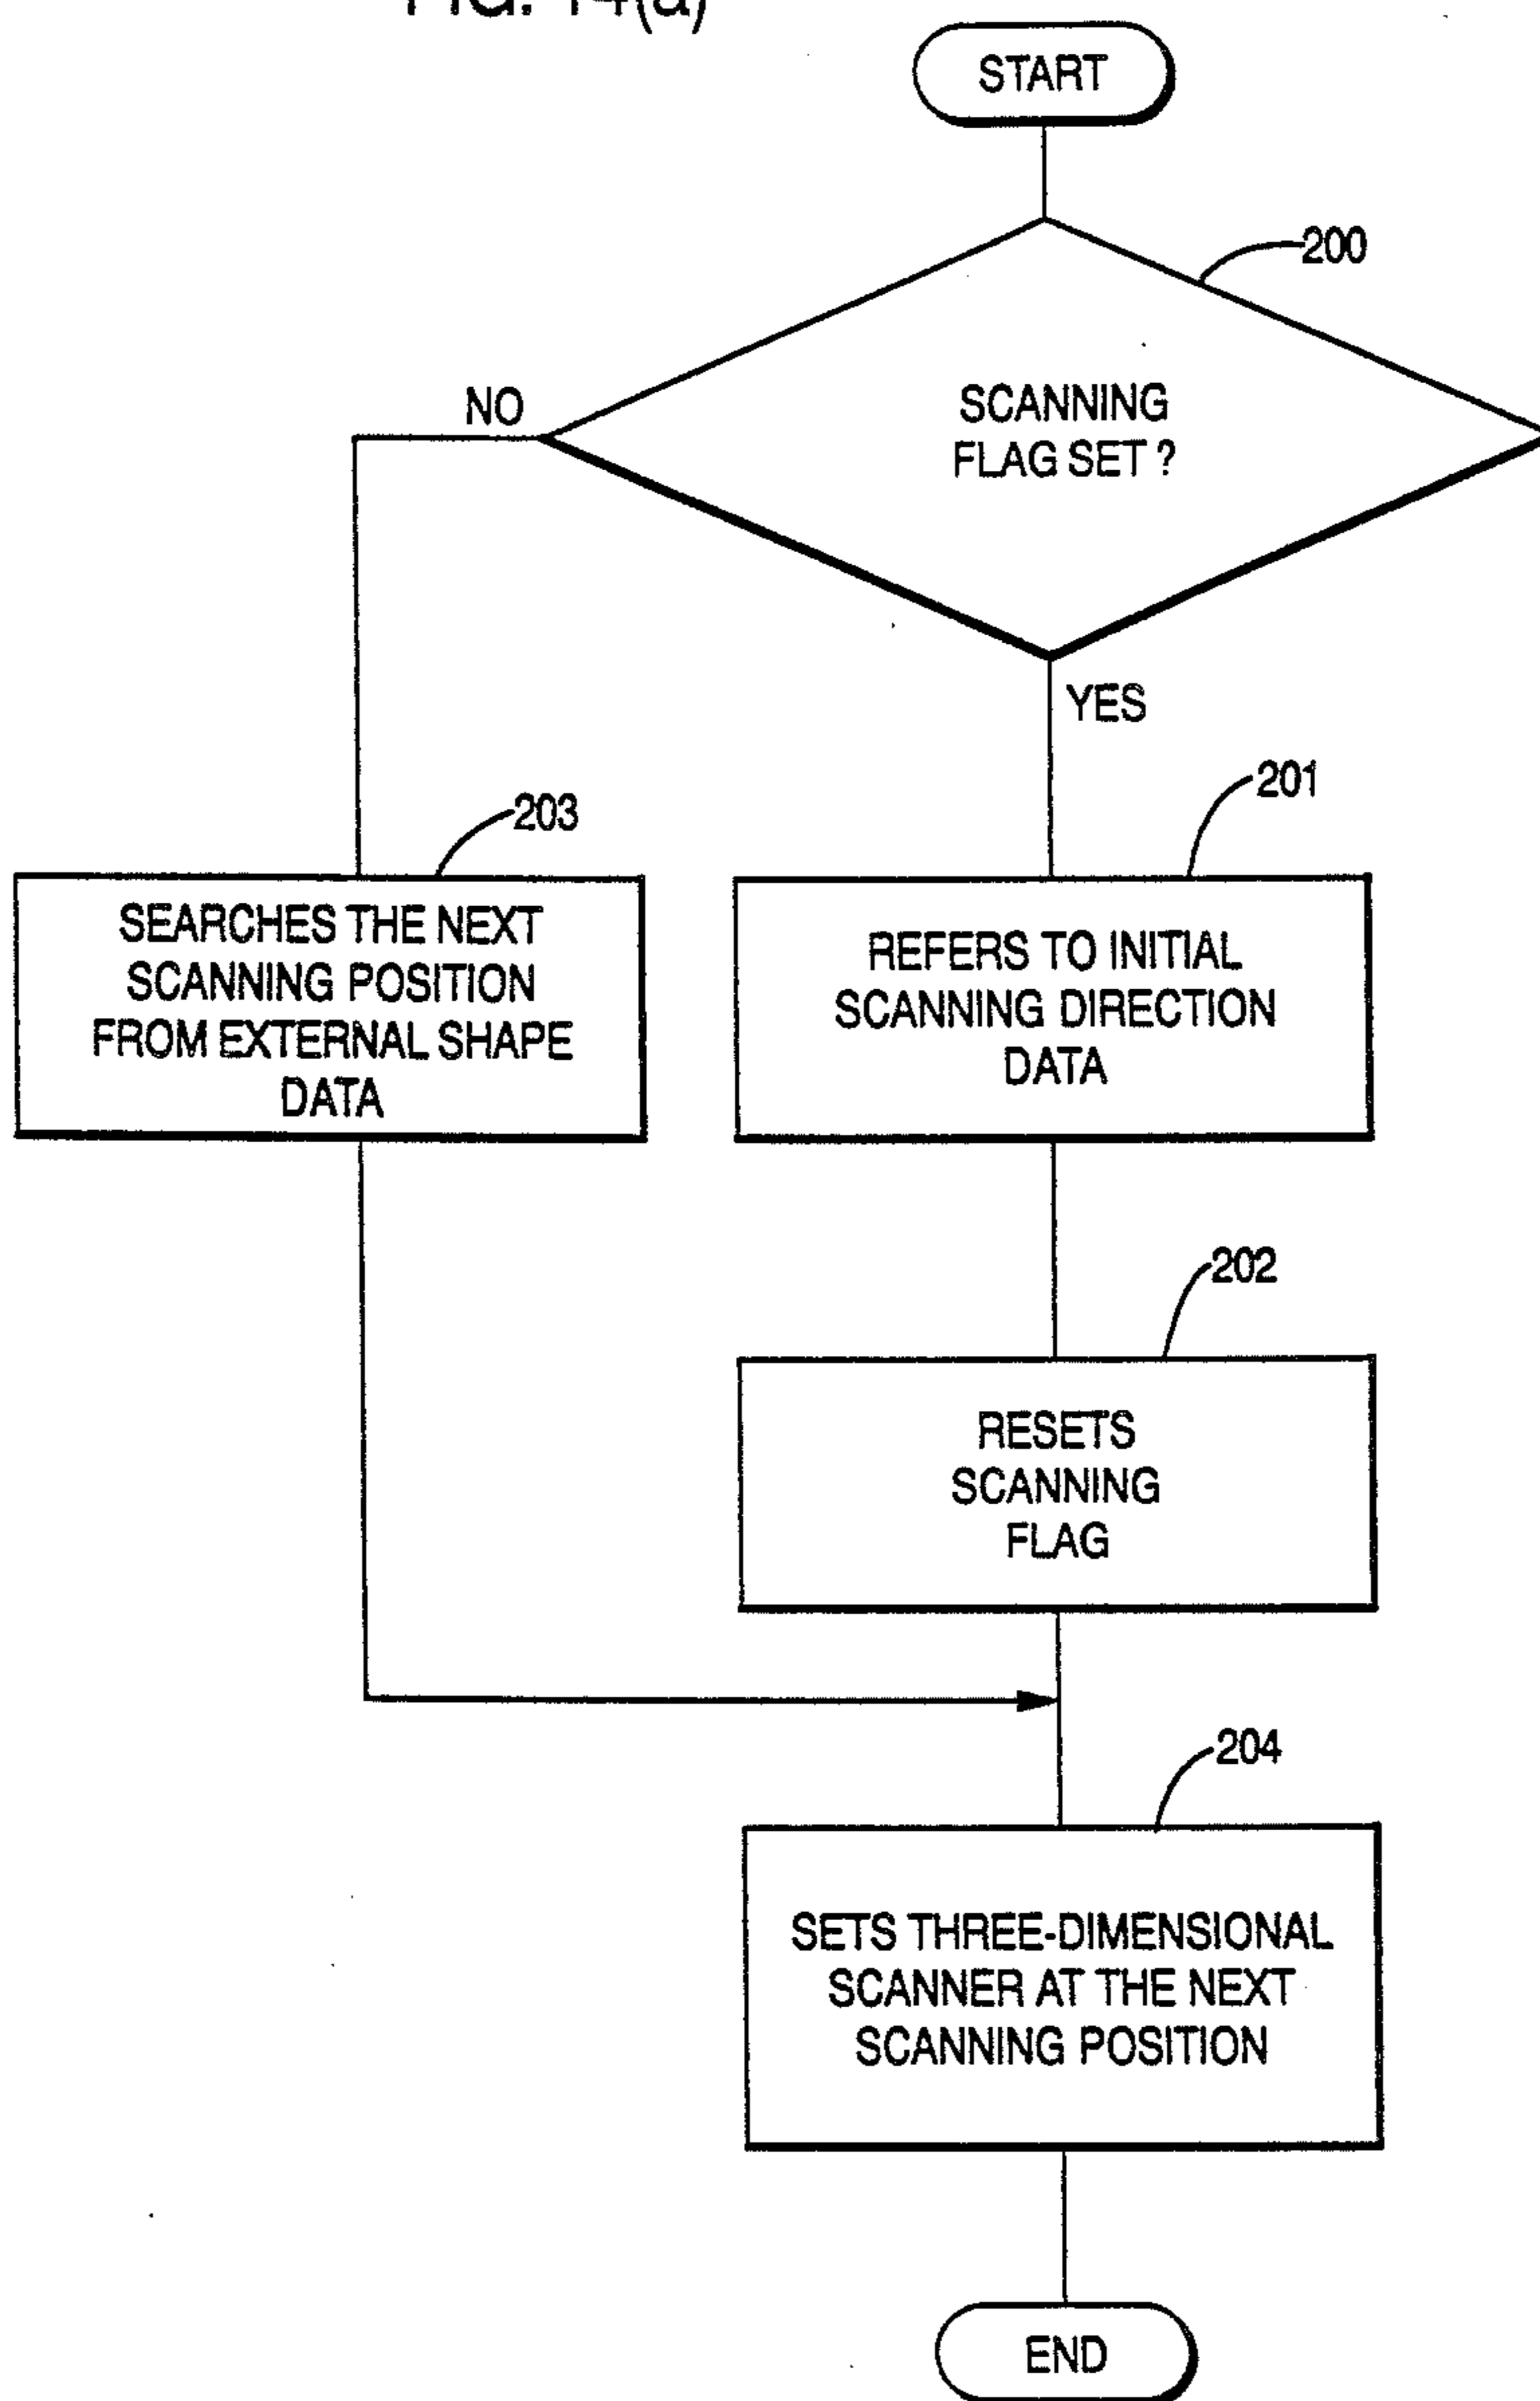 FIG. 14(a)
START
200
SCANNING
FLAG SET ?
NO
YES
203
201
SEARCHES THE NEXT
SCANNING POSITION
FROM EXTERNAL SHAPE
DATA
REFERS TO INITIAL
SCANNING DIRECTION
DATA
202
RESETS
SCANNING
FLAG
204
SETS THREE-DIMENSIONAL
SCANNER AT THE NEXT
SCANNING POSITION
END